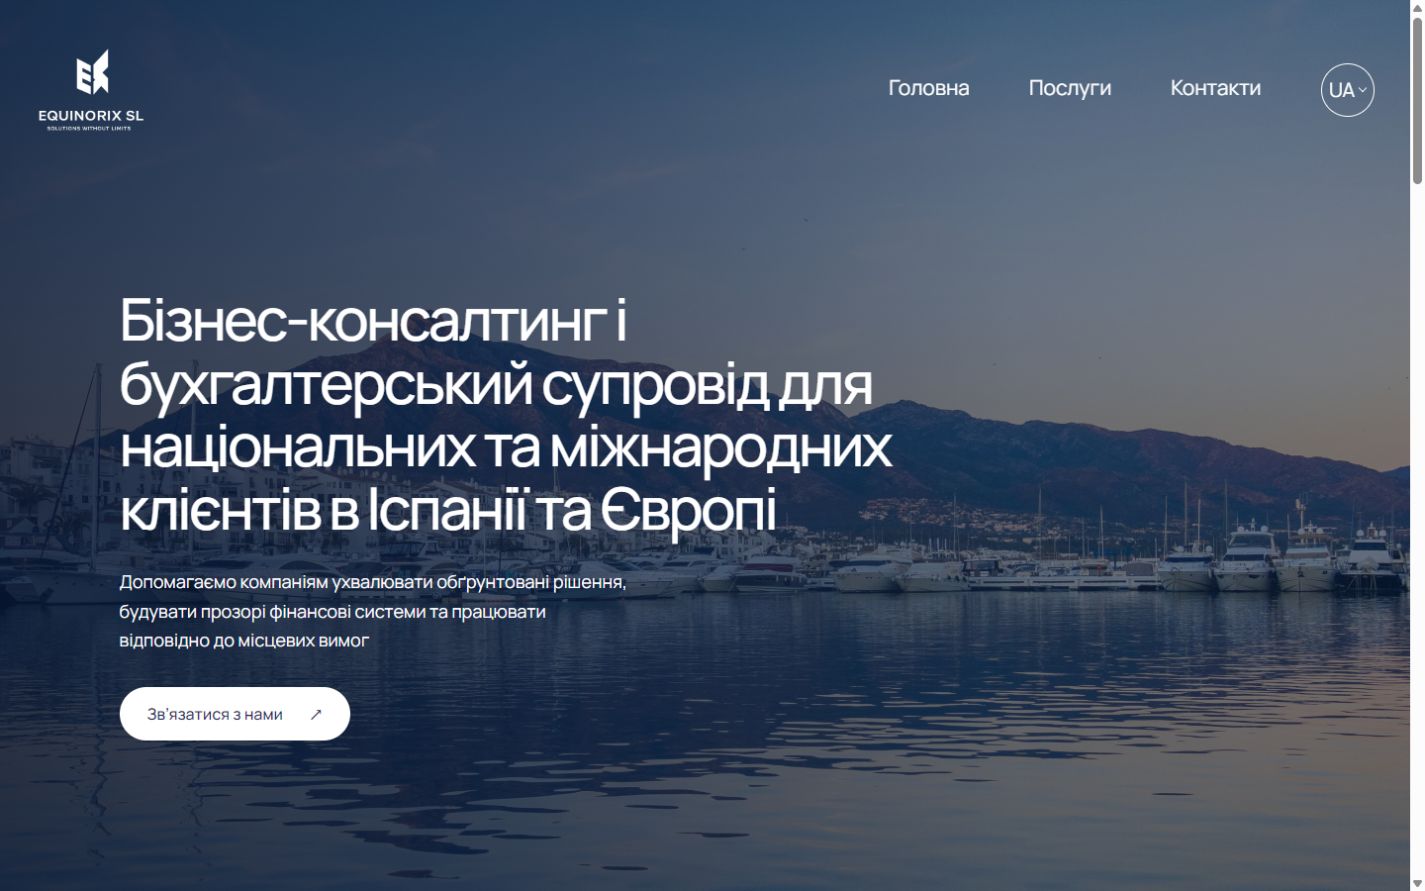 EQUINORIX SL
SOLUTIONS WITHOUT LIMITS
Головна
Послуги
Контакти
UA
Бізнес-консалтинг і
бухгалтерський супровід для
національних та міжнародних
клієнтів в Іспанії та Європі
Допомагаємо компаніям ухвалювати обґрунтовані рішення,
будувати прозорі фінансові системи та працювати
відповідно до місцевих вимог
Зв’язатися з нами ↗